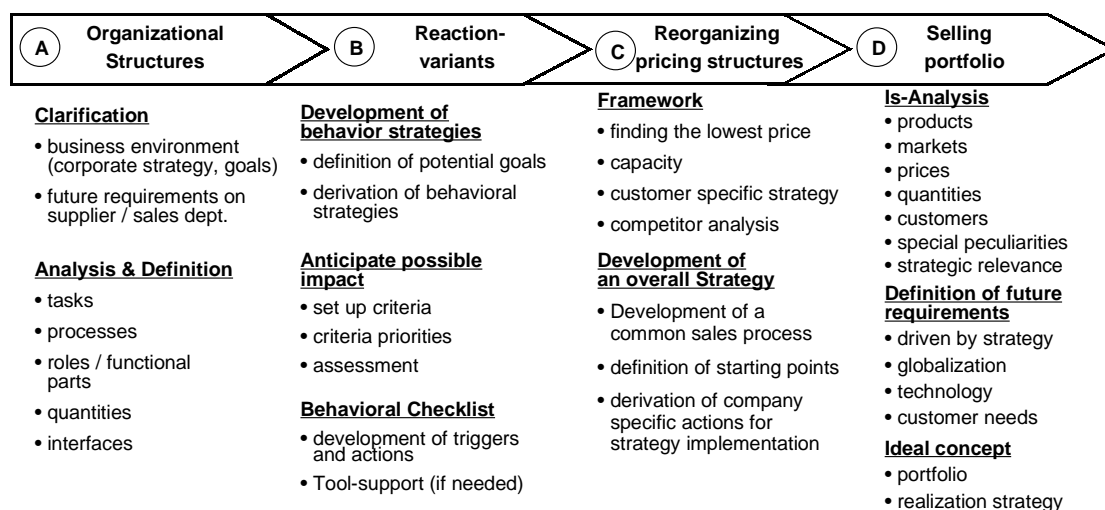 A
Organizational
Structures
B
Reaction-
variants
C
Reorganizing
pricing structures
D
Selling
portfolio
Clarification
• business environment
(corporate strategy, goals)
• future requirements on
supplier / sales dept.
Analysis & Definition
• tasks
• processes
• roles / functional
parts
• quantities
• interfaces
Development of
behavior strategies
• definition of potential goals
• derivation of behavioral
strategies
Anticipate possible
impact
• set up criteria
• criteria priorities
• assessment
Behavioral Checklist
• development of triggers
and actions
• Tool-support (if needed)
Framework
• finding the lowest price
• capacity
• customer specific strategy
• competitor analysis
Development of
an overall Strategy
• Development of a
common sales process
• definition of starting points
• derivation of company
specific actions for
strategy implementation
Is-Analysis
• products
• markets
• prices
• quantities
• customers
• special peculiarities
• strategic relevance
Definition of future
requirements
• driven by strategy
• globalization
• technology
• customer needs
Ideal concept
• portfolio
• realization strategy